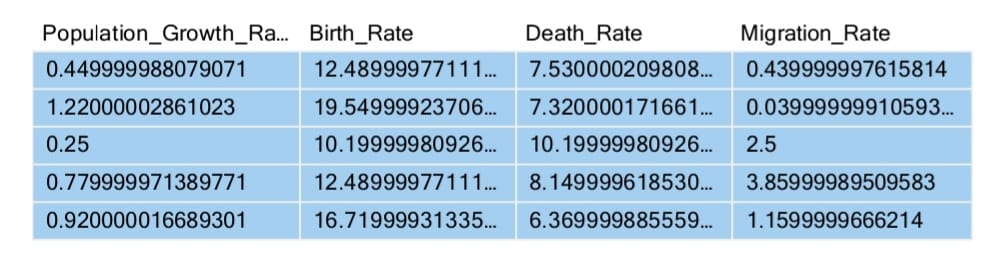 Population_Growth_Ra... Birth_Rate Death_Rate Migration_Rate
0.449999988079071 12.48999977111... 7.530000209808... 0.439999997615814
1.22000002861023 19.54999923706... 7.320000171661... 0.03999999910593...
0.25 10.19999980926... 10.19999980926... 2.5
0.779999971389771 12.48999977111... 8.149999618530... 3.85999989509583
0.920000016689301 16.71999931335... 6.369999885559... 1.1599999666214